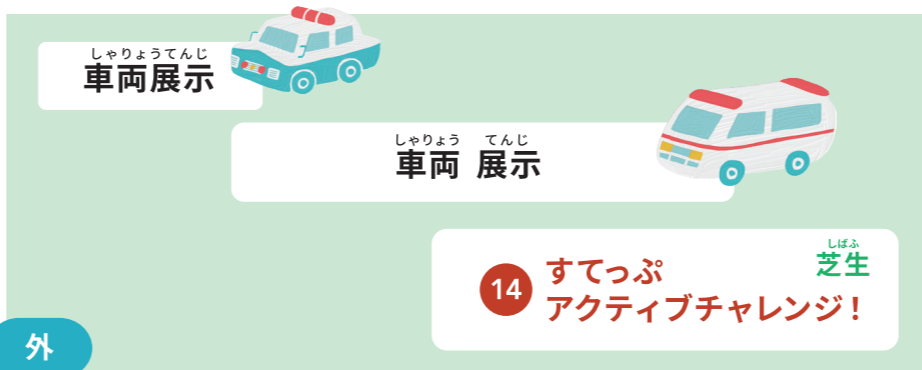 しゃりょうてんじ
車両展示
しゃりょう てんじ
車両 展示
しばふ
芝生
14
すてっぷ
アクティブチャレンジ！
外